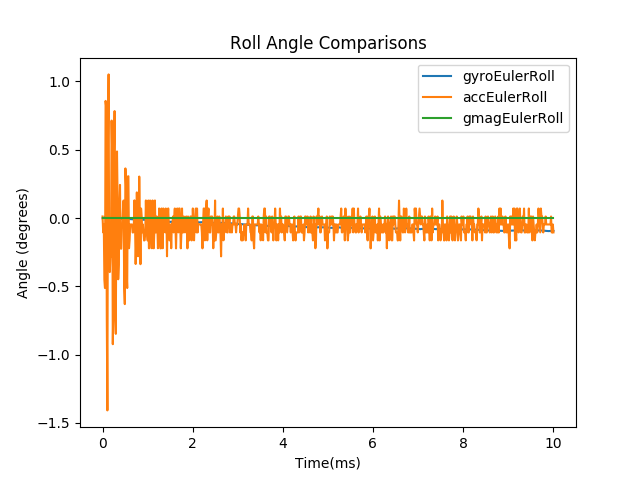 Roll Angle Comparisons
gyroEulerRoll
accEulerRoll
gmagEulerRoll
1.0
0.5
0.0
−0.5
−1.0
−1.5
Angle (degrees)
0 2 4 6 8 10
Time(ms)